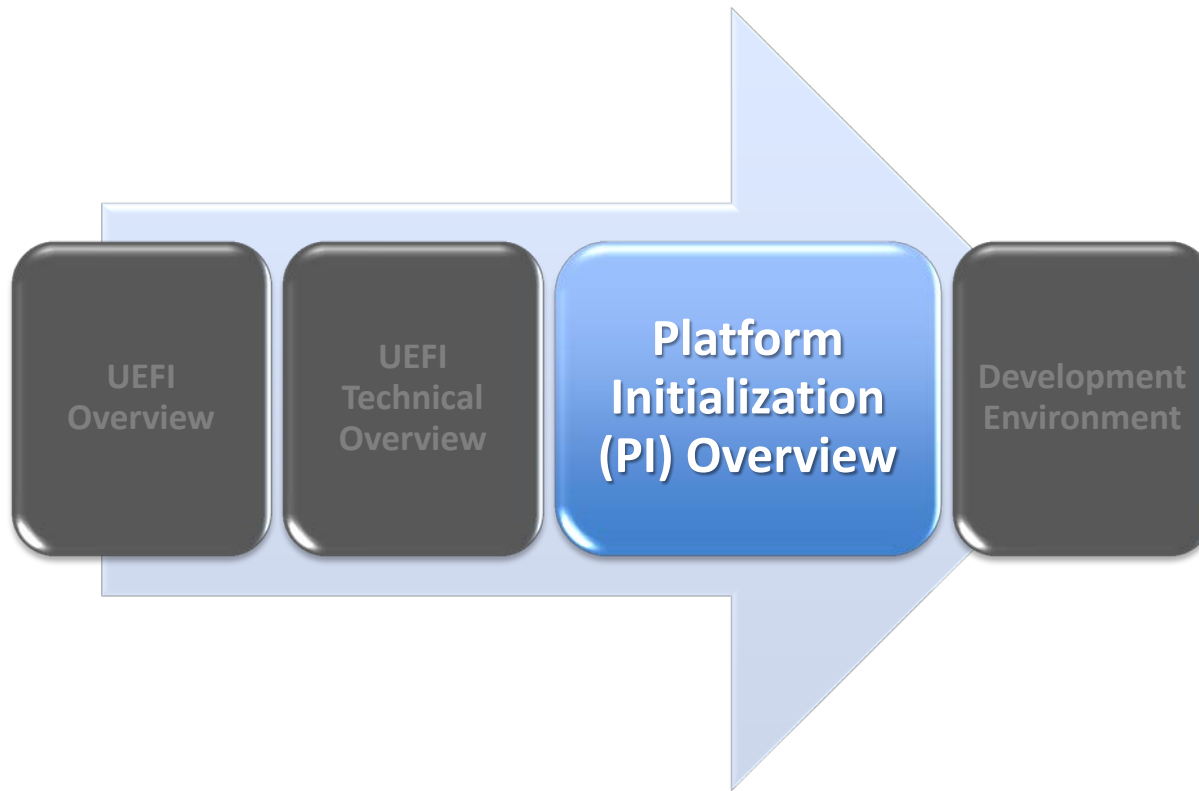 UEFI
Overview
UEFI
Technical
Overview
Platform
Initialization
(PI) Overview
Development
Environment